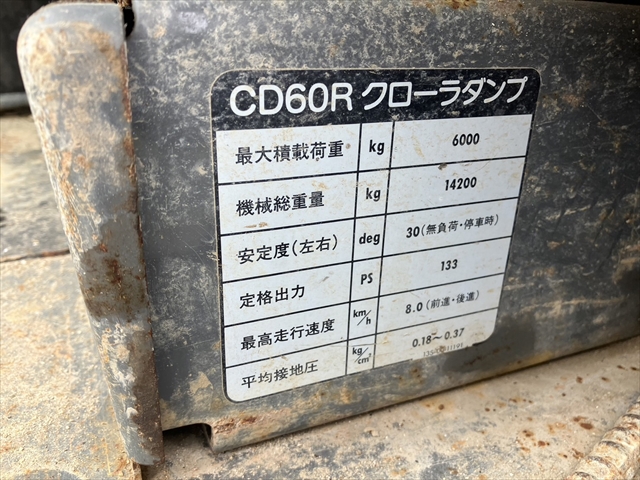 CD60R クローラダンプ
最大積載荷重 kg 6000
機械総重量 kg 14200
安定度(左右) deg 30(無負荷・停車時)
定格出力 PS 133
最高走行速度 km/h 8.0(前進・後進)
平均接地圧 kg/cm² 0.18～0.37